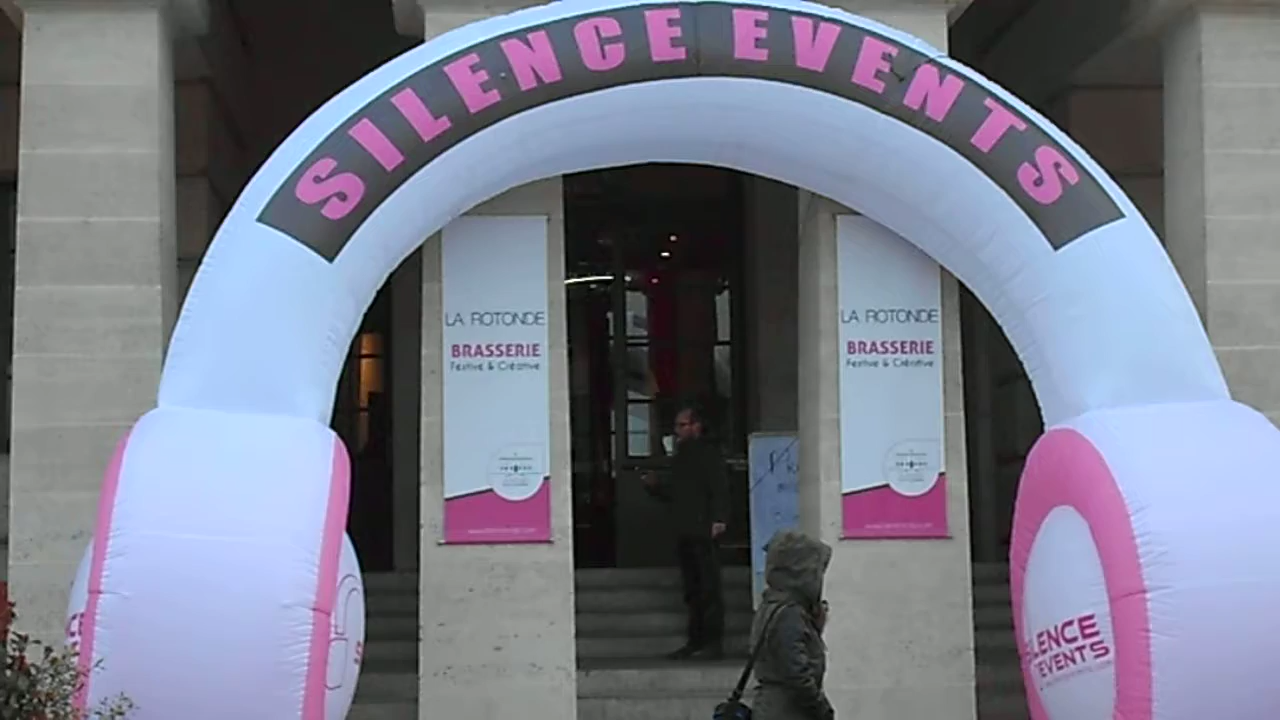 SILENCE EVENTS
LA ROTONDE
BRASSERIE
Festive & Créative
LA ROTONDE
BRASSERIE
Festive & Créative
SILENCE
EVENTS